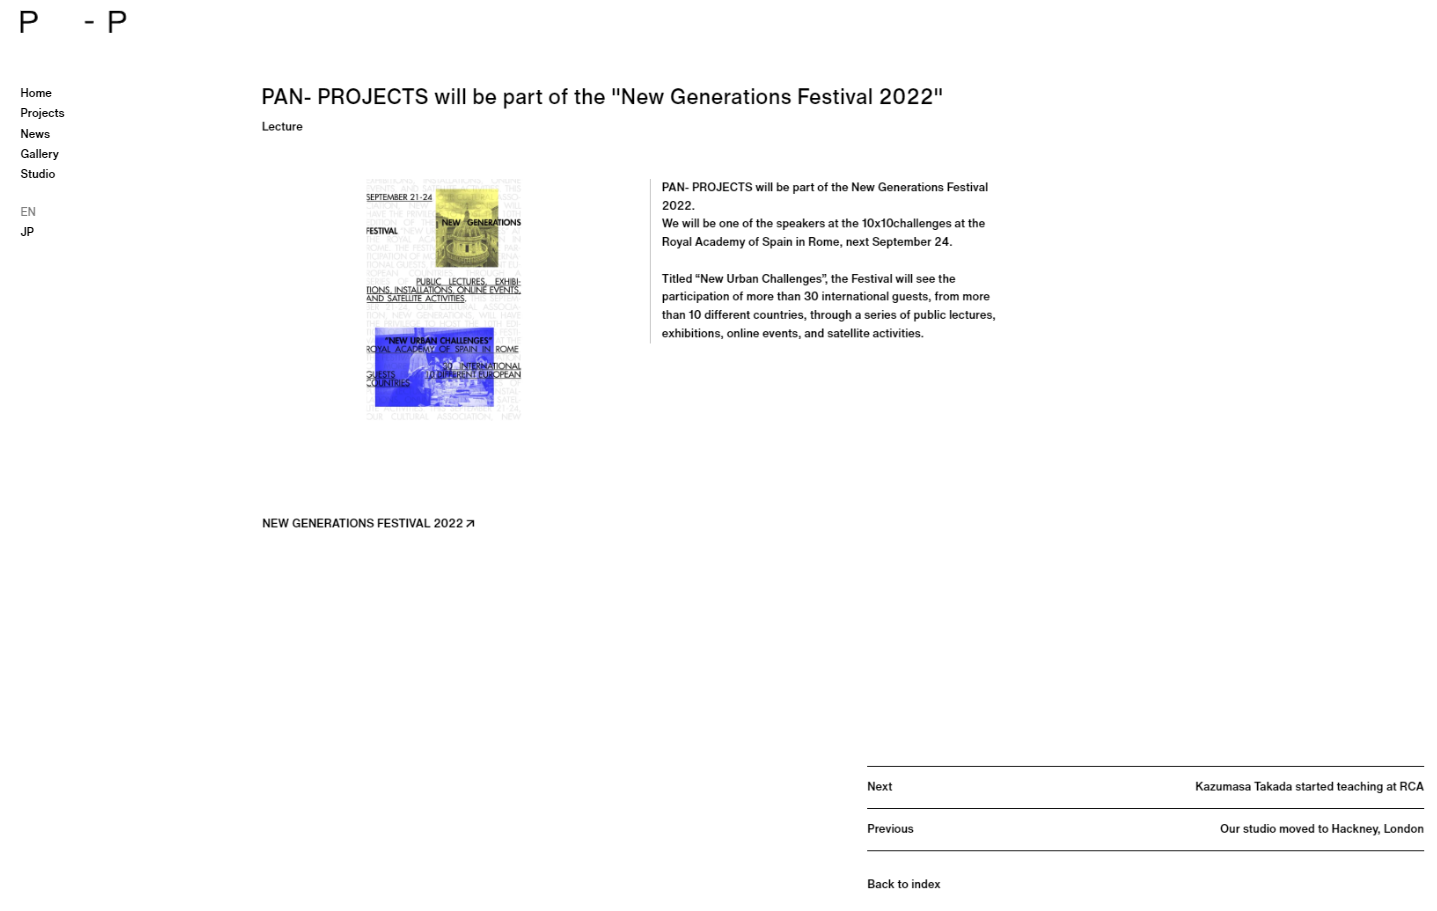 P - P
Home
Projects
News
Gallery
Studio
EN
JP
PAN- PROJECTS will be part of the "New Generations Festival 2022"
Lecture
SEPTEMBER 21-24
NEW GENERATIONS
FESTIVAL
PUBLIC LECTURES, EXHIBI-
TIONS, INSTALLATIONS, ONLINE EVENTS,
AND SATELLITE ACTIVITIES,
"NEW URBAN CHALLENGES"
ROYAL ACADEMY OF SPAIN IN ROME
30 INTERNATIONAL
GUESTS 10 DIFFERENT EUROPEAN
COUNTRIES
PAN- PROJECTS will be part of the New Generations Festival
2022.
We will be one of the speakers at the 10x10challenges at the
Royal Academy of Spain in Rome, next September 24.
Titled “New Urban Challenges”, the Festival will see the
participation of more than 30 international guests, from more
than 10 different countries, through a series of public lectures,
exhibitions, online events, and satellite activities.
NEW GENERATIONS FESTIVAL 2022
Next Kazumasa Takada started teaching at RCA
Previous Our studio moved to Hackney, London
Back to index